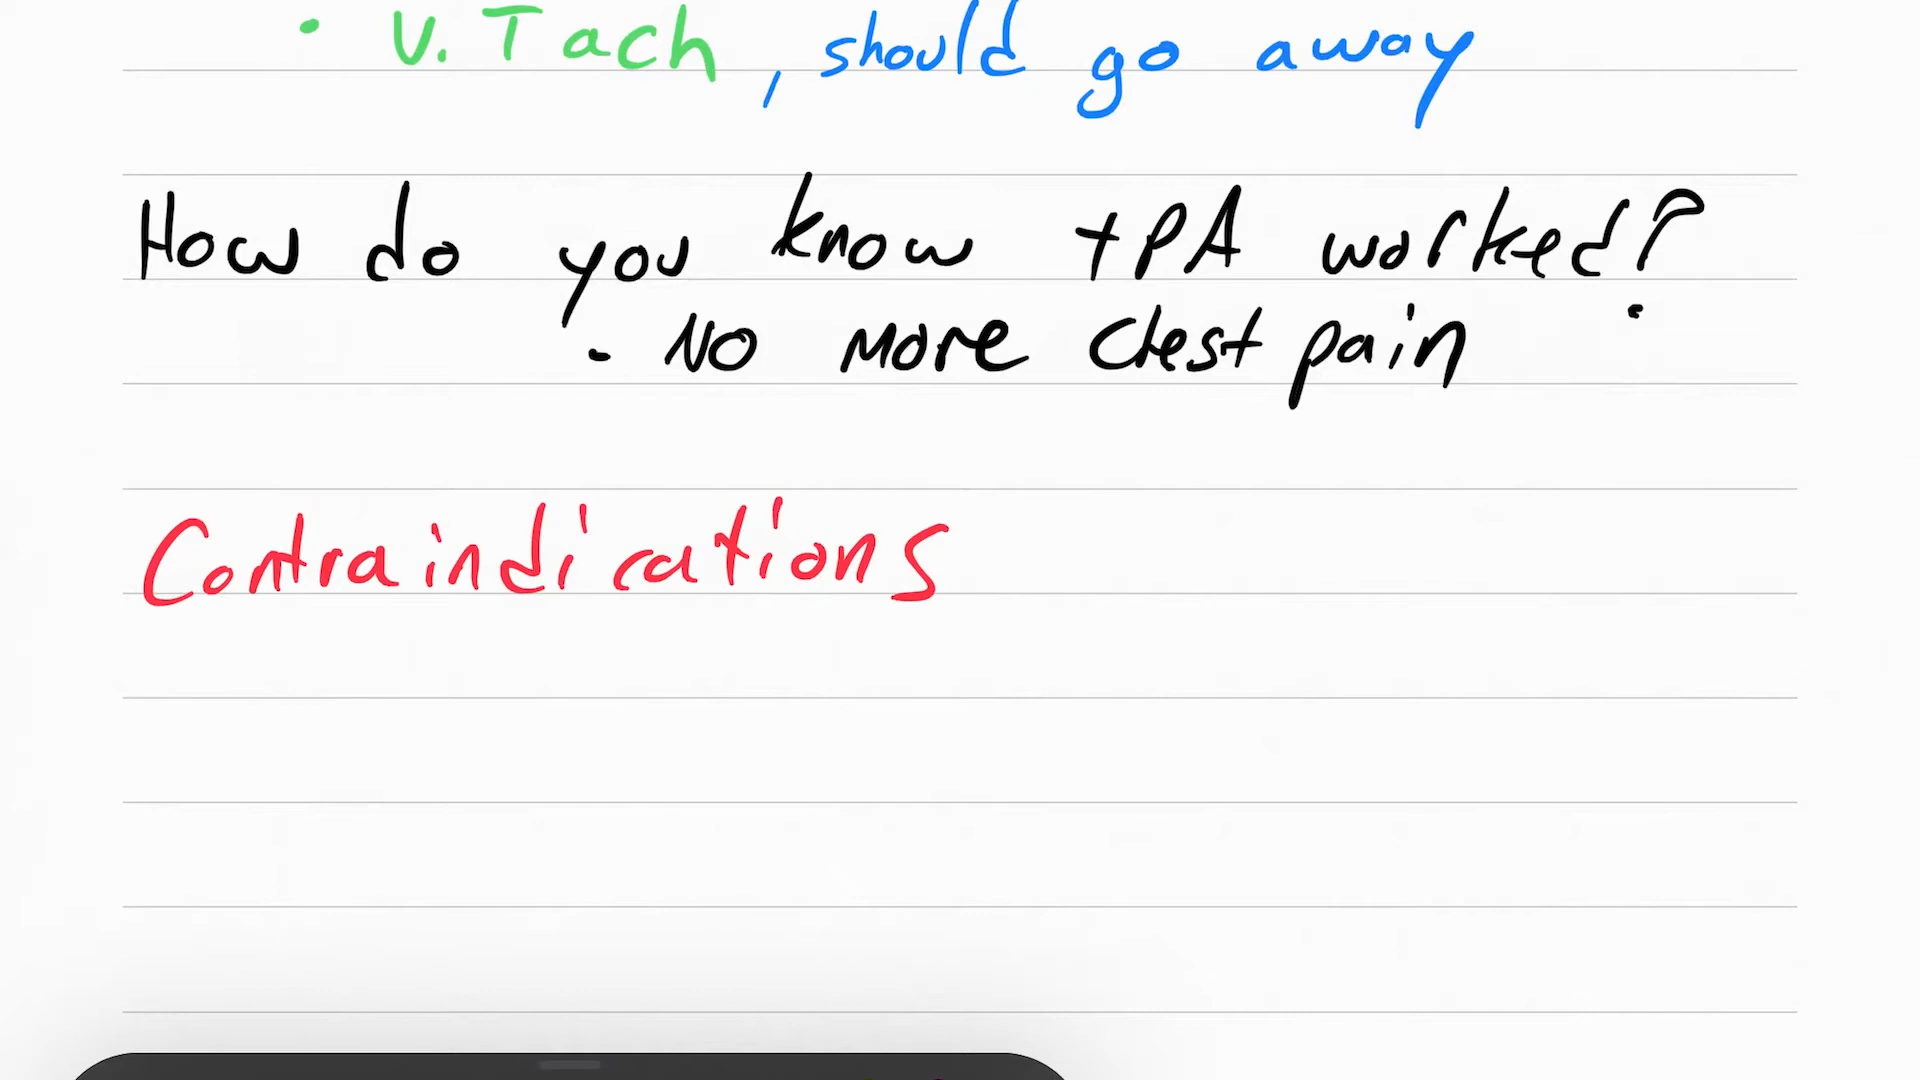 • V. Tach, should go away
How do you know tPA worked?
• No more chest pain
Contraindications